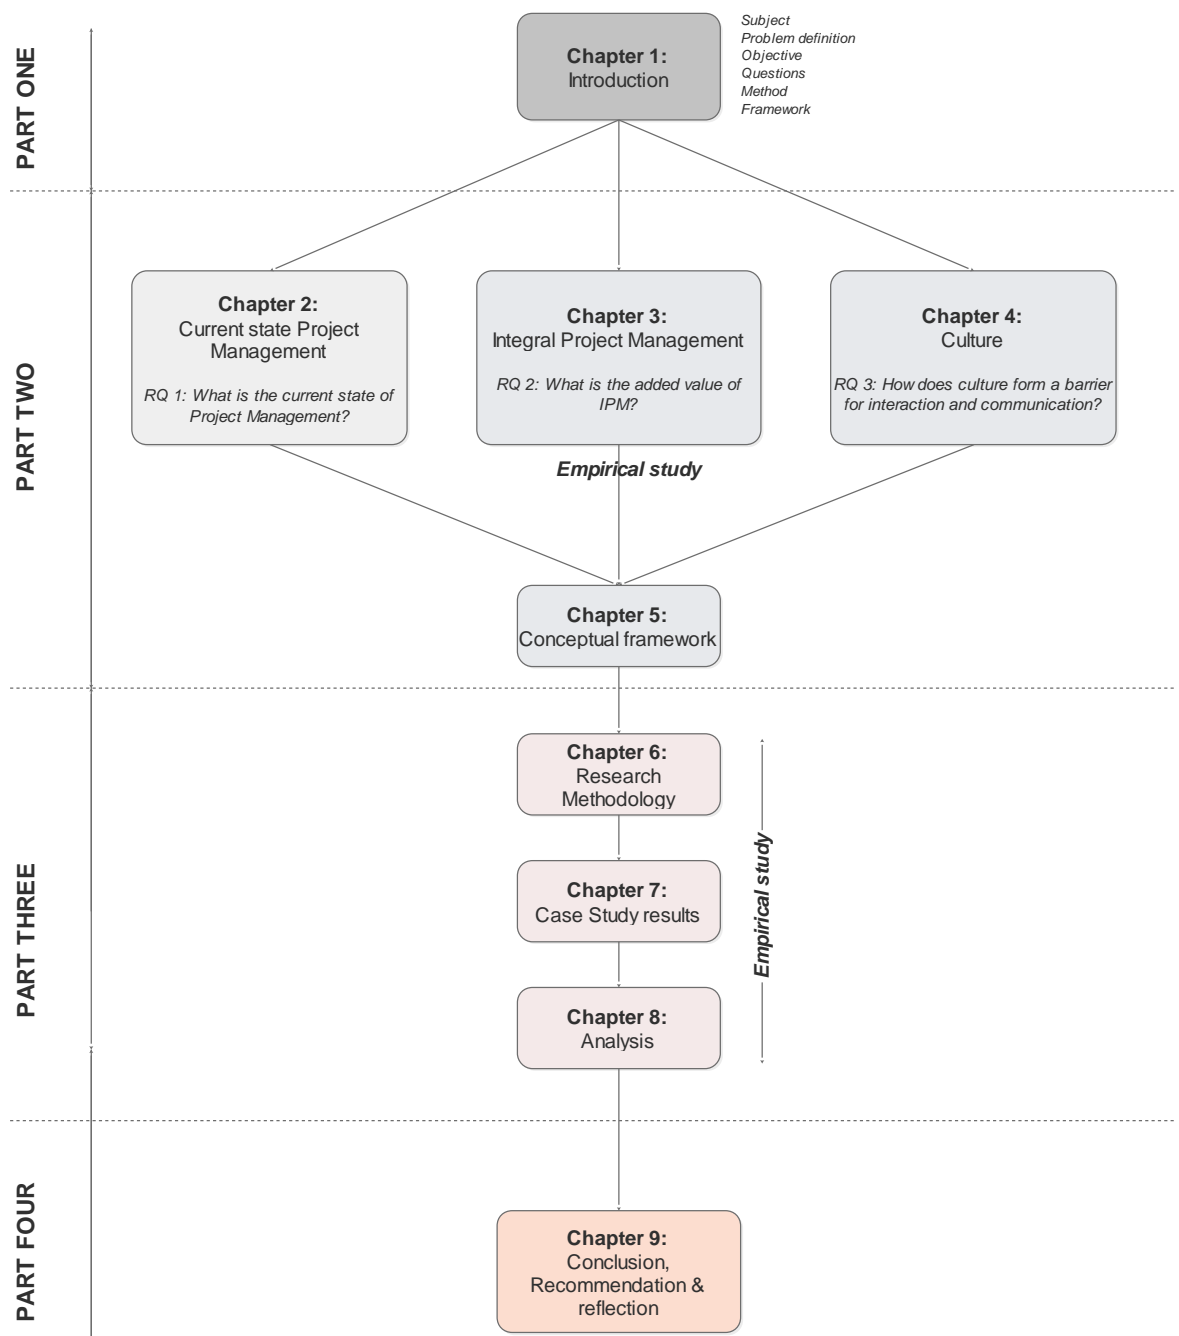 PART ONE
Chapter 1:
Introduction
Subject
Problem definition
Objective
Questions
Method
Framework
PART TWO
Chapter 2:
Current state Project
Management
RQ 1: What is the current state of
Project Management?
Chapter 3:
Integral Project Management
RQ 2: What is the added value of
IPM?
Chapter 4:
Culture
RQ 3: How does culture form a barrier
for interaction and communication?
Empirical study
Chapter 5:
Conceptual framework
PART THREE
Chapter 6:
Research
Methodology
Chapter 7:
Case Study results
Chapter 8:
Analysis
Empirical study
PART FOUR
Chapter 9:
Conclusion,
Recommendation &
reflection